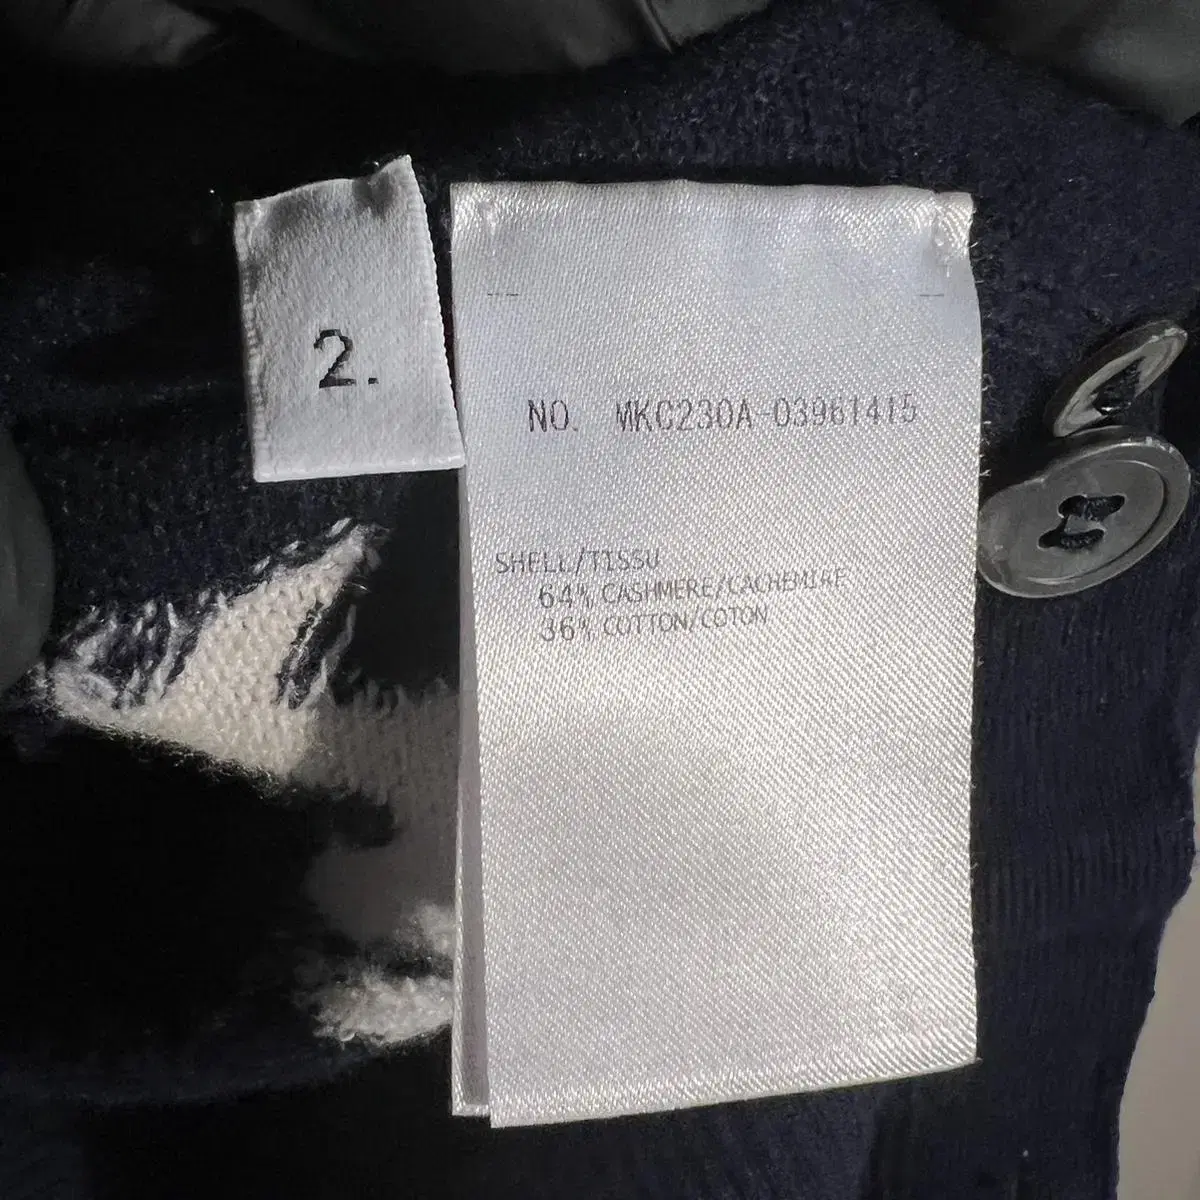 2.
NO. MKC230A-03961415
SHELL/TISSU
64% CASHMERE/CACHEMIRE
36% COTTON/COTON